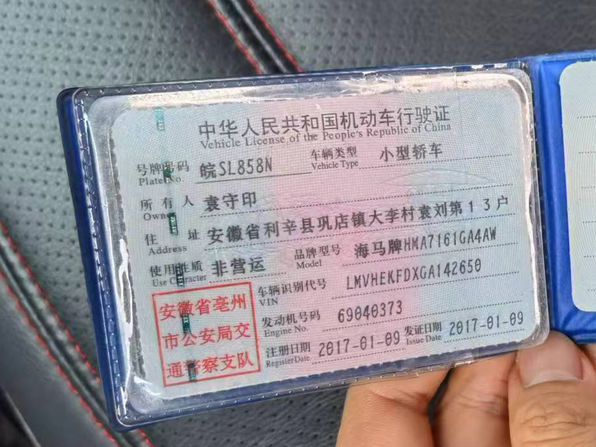 中华人民共和国机动车行驶证
Vehicle License of the People's Republic of China
号牌号码 皖SL858N 车辆类型 小型轿车
PlateNo. Vehicle Type
所有人 袁守印
Owner
住址 安徽省利辛县巩店镇大李村袁刘第13户
Address
使用性质 非营运 品牌型号 海马牌HMA7161GA4AW
Use Character Model
车辆识别代号 LMVHEKFDXGA142650
VIN
发动机号码 69040373
Engine No.
注册日期 2017-01-09 发证日期 2017-01-09
RegisterDate Issue Date
安徽省亳州
市公安局交
通警察支队